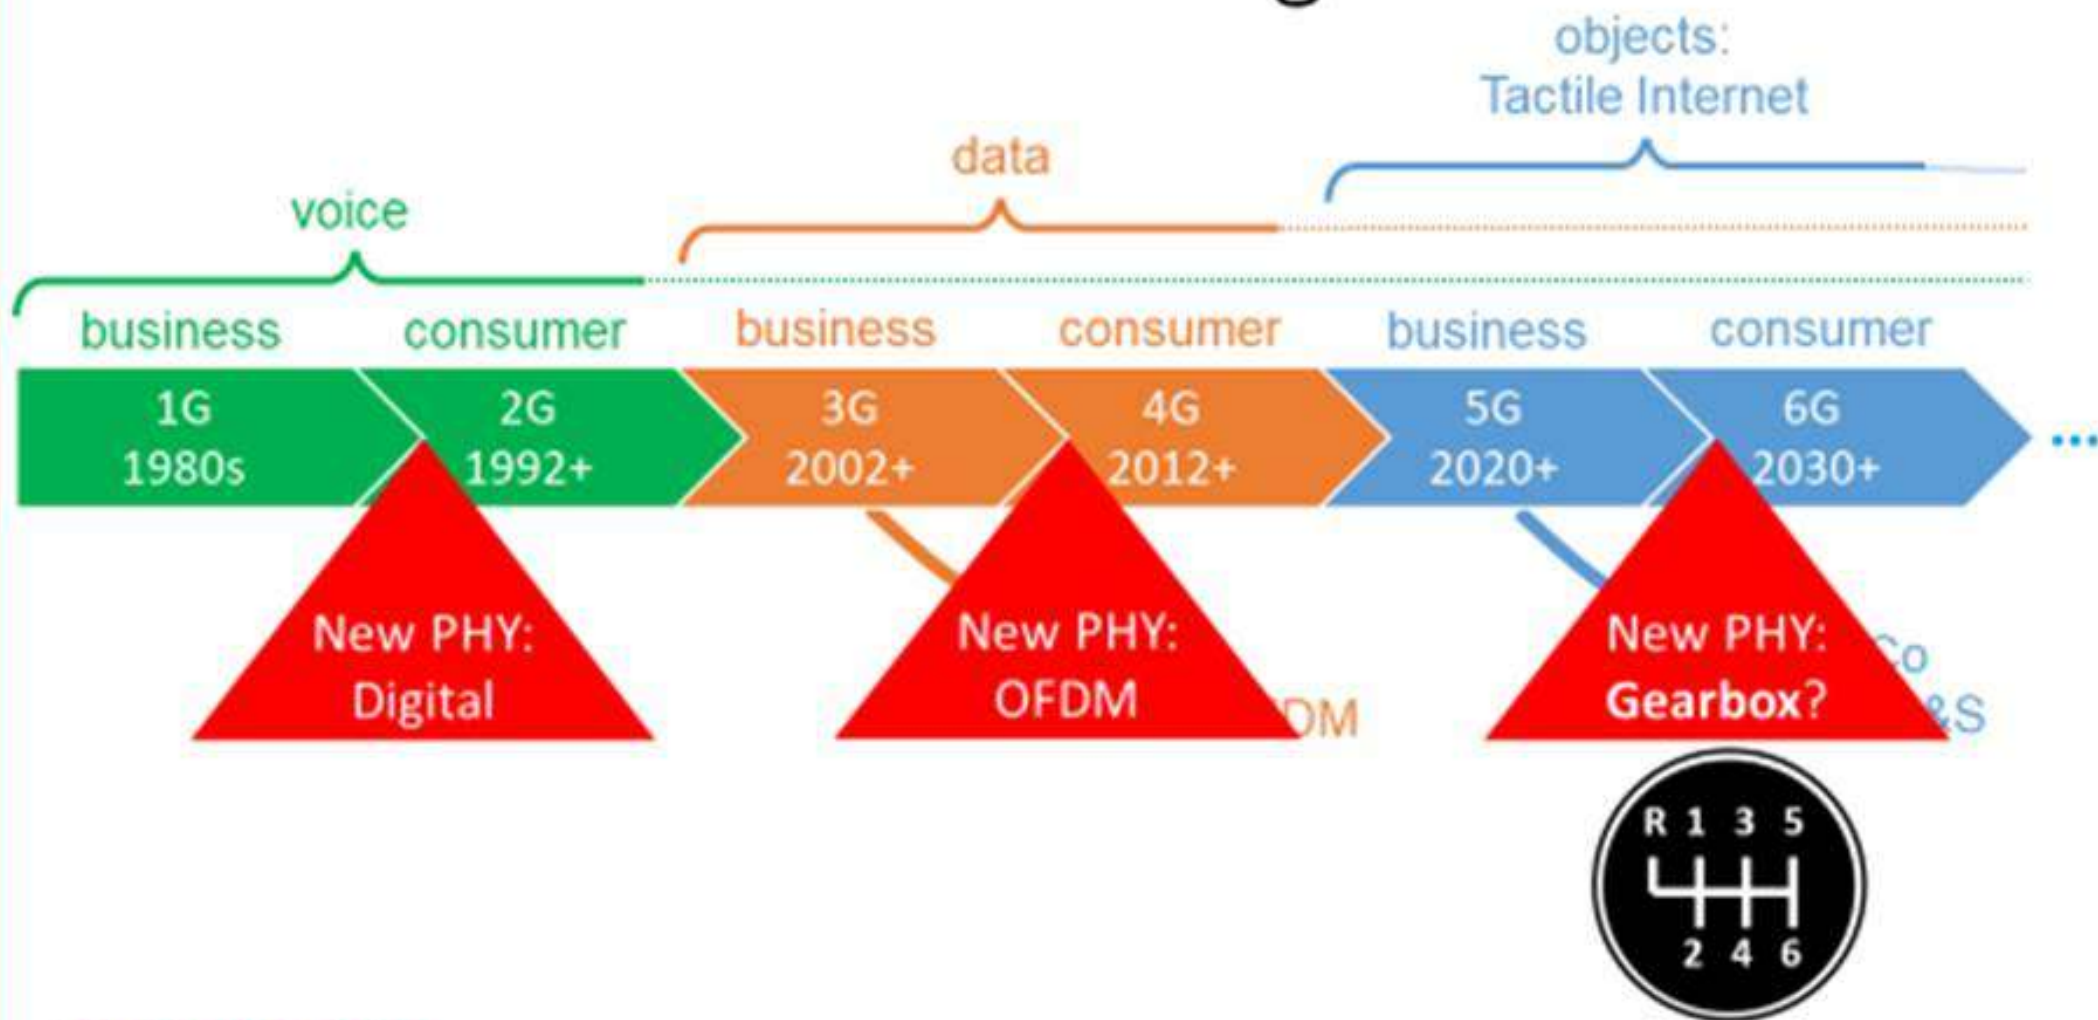 objects:
Tactile Internet
data
voice
business consumer business consumer business consumer
1G 2G 3G 4G 5G 6G
1980s 1992+ 2002+ 2012+ 2020+ 2030+
New PHY: New PHY: New PHY:
Digital OFDM Gearbox?
Co
DM &S
R 1 3 5
2 4 6